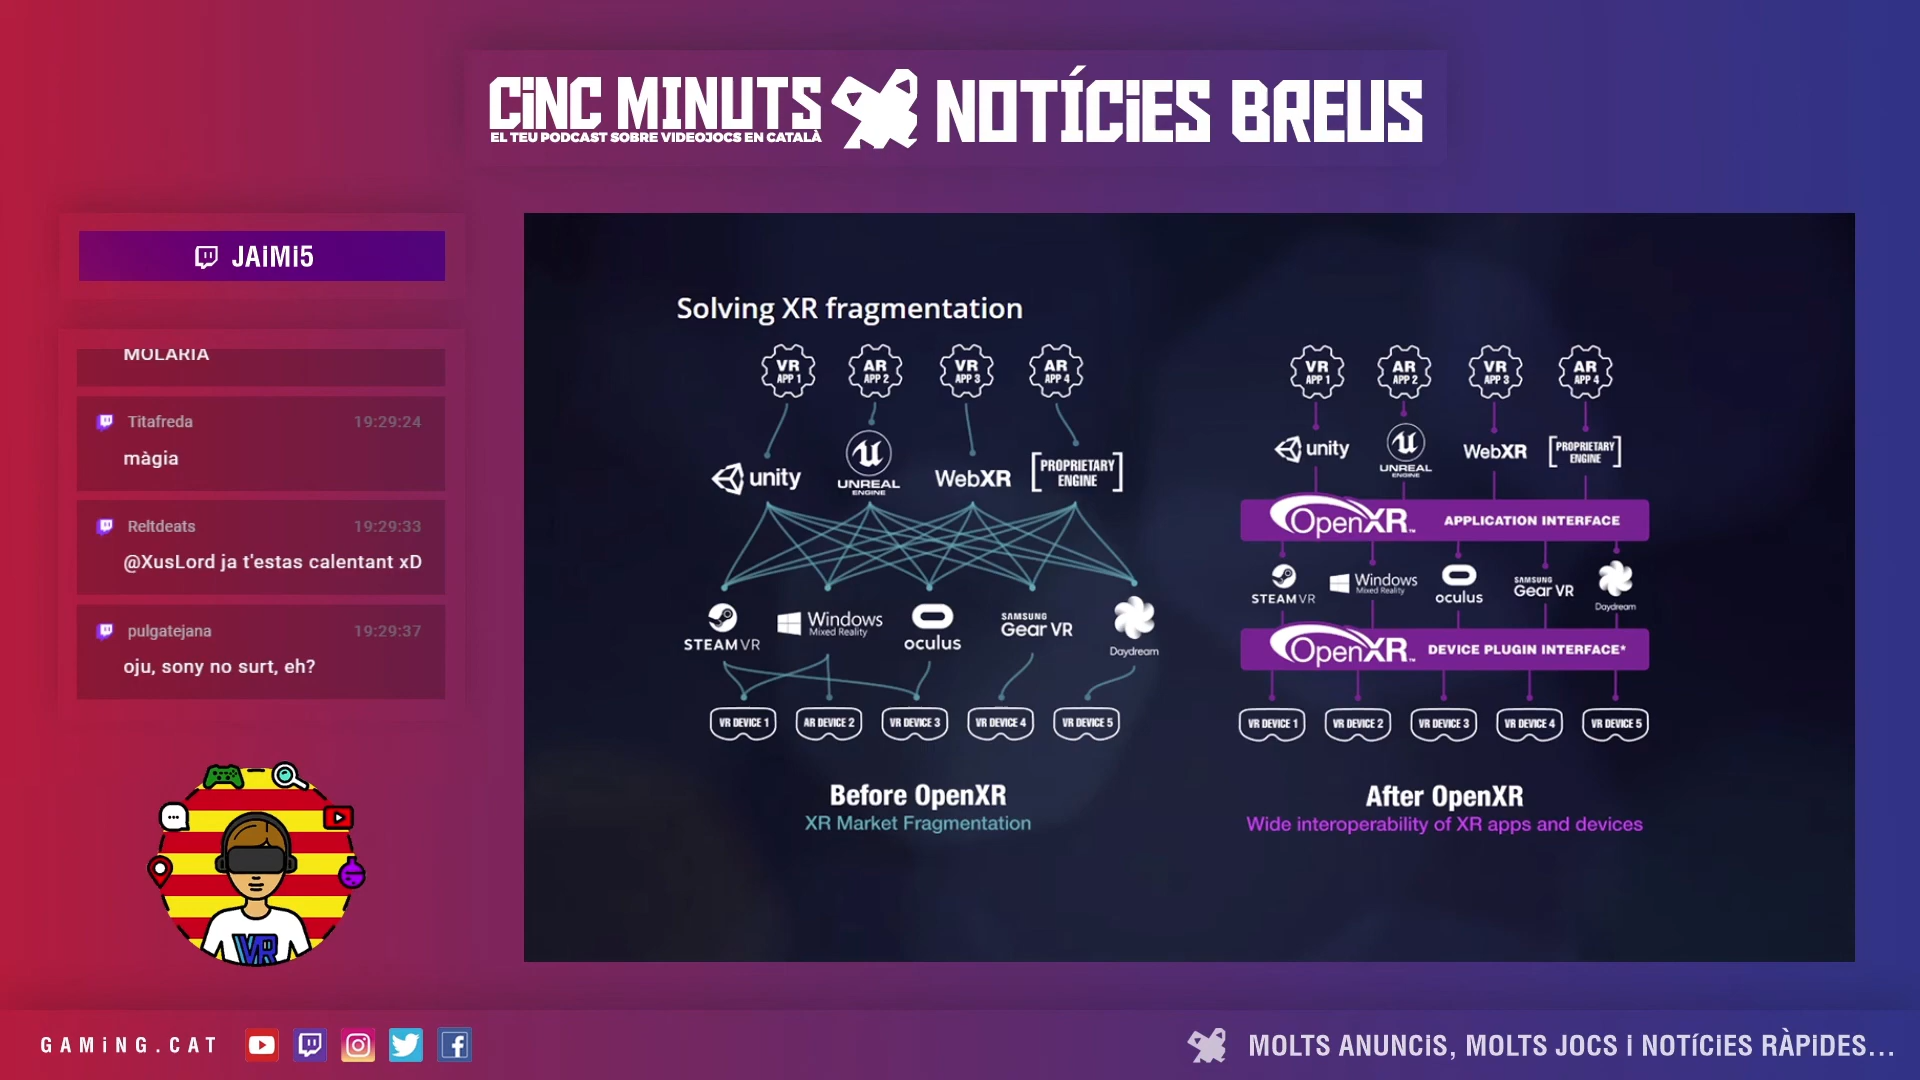 CiNC MINUTS
EL TEU PODCAST SOBRE VIDEOJOCS EN CATALÀ
NOTÍCiES BREUS
JAiMi5
MOLARIA
Titafreda 19:29:24
màgia
Reltdeats 19:29:33
@XusLord ja t'estas calentant xD
pulgatejana 19:29:37
oju, sony no surt, eh?
VR
Solving XR fragmentation
VR APP 1
AR APP 2
VR APP 3
AR APP 4
unity
UNREAL ENGINE
WebXR
PROPRIETARY ENGINE
STEAMVR
Windows Mixed Reality
oculus
SAMSUNG Gear VR
Daydream
VR DEVICE 1
AR DEVICE 2
VR DEVICE 3
VR DEVICE 4
VR DEVICE 5
Before OpenXR
XR Market Fragmentation
VR APP 1
AR APP 2
VR APP 3
AR APP 4
unity
UNREAL ENGINE
WebXR
PROPRIETARY ENGINE
OpenXR™ APPLICATION INTERFACE
STEAMVR
Windows Mixed Reality
oculus
SAMSUNG Gear VR
Daydream
OpenXR™ DEVICE PLUGIN INTERFACE*
VR DEVICE 1
VR DEVICE 2
VR DEVICE 3
VR DEVICE 4
VR DEVICE 5
After OpenXR
Wide interoperability of XR apps and devices
GAMiNG.CAT
MOLTS ANUNCiS, MOLTS JOCS i NOTíCiES RÀPiDES...